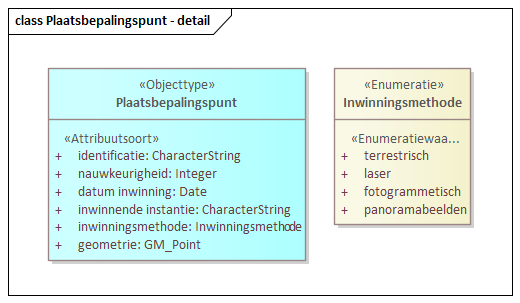 class Plaatsbepalingspunt - detail
«Objecttype»
Plaatsbepalingspunt
«Attribuutsoort»
+ identificatie: CharacterString
+ nauwkeurigheid: Integer
+ datum inwinning: Date
+ inwinnende instantie: CharacterString
+ inwinningsmethode: Inwinningsmethode
+ geometrie: GM_Point
«Enumeratie»
Inwinningsmethode
«Enumeratiewaa...
+ terrestrisch
+ laser
+ fotogrammetisch
+ panoramabeelden